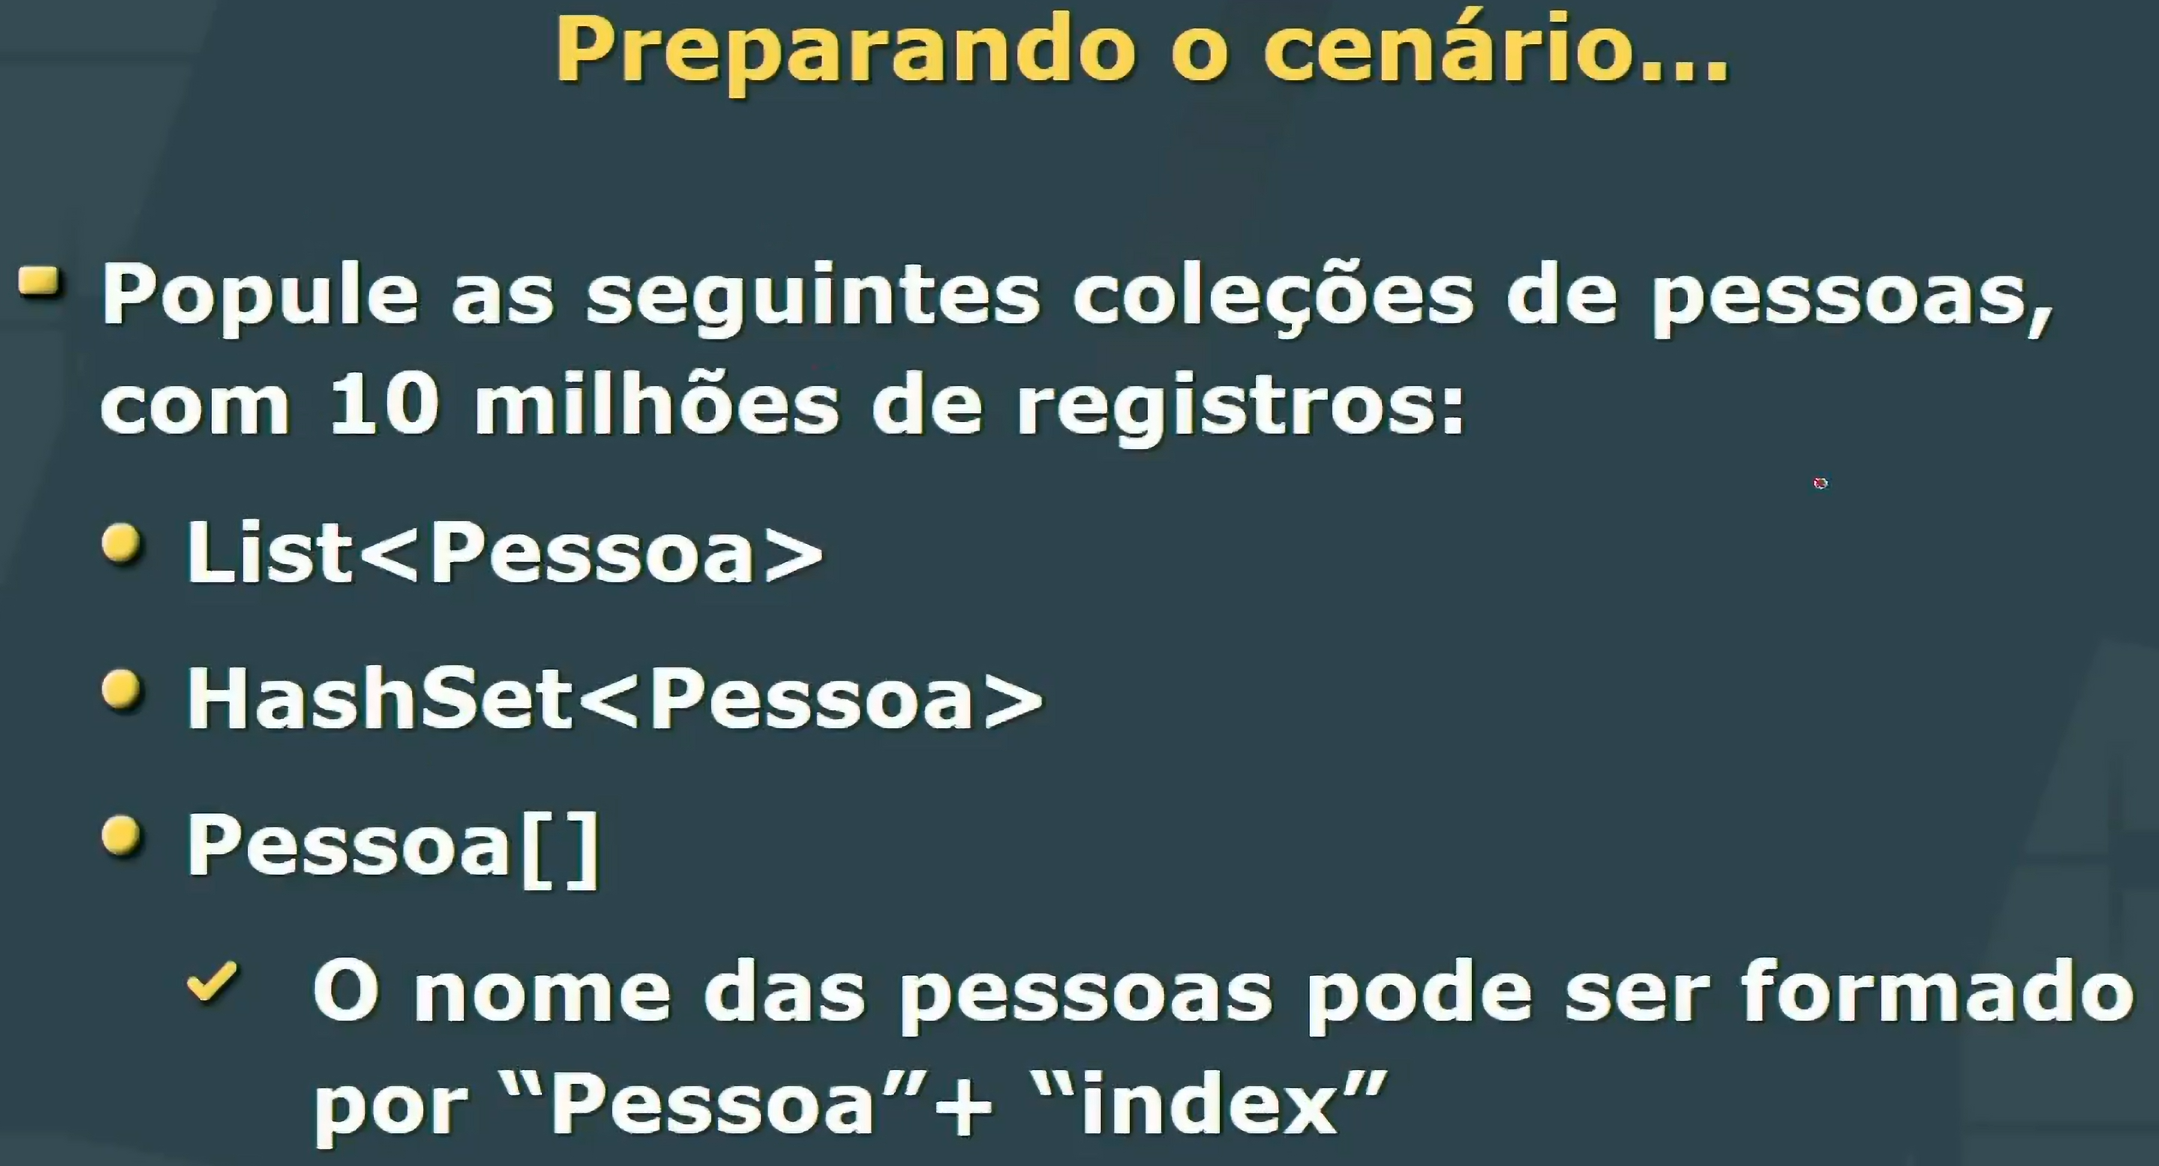 Preparando o cenário...
Popule as seguintes coleções de pessoas,
com 10 milhões de registros:
List<Pessoa>
HashSet<Pessoa>
Pessoa[]
O nome das pessoas pode ser formado
por “Pessoa”+ “index”